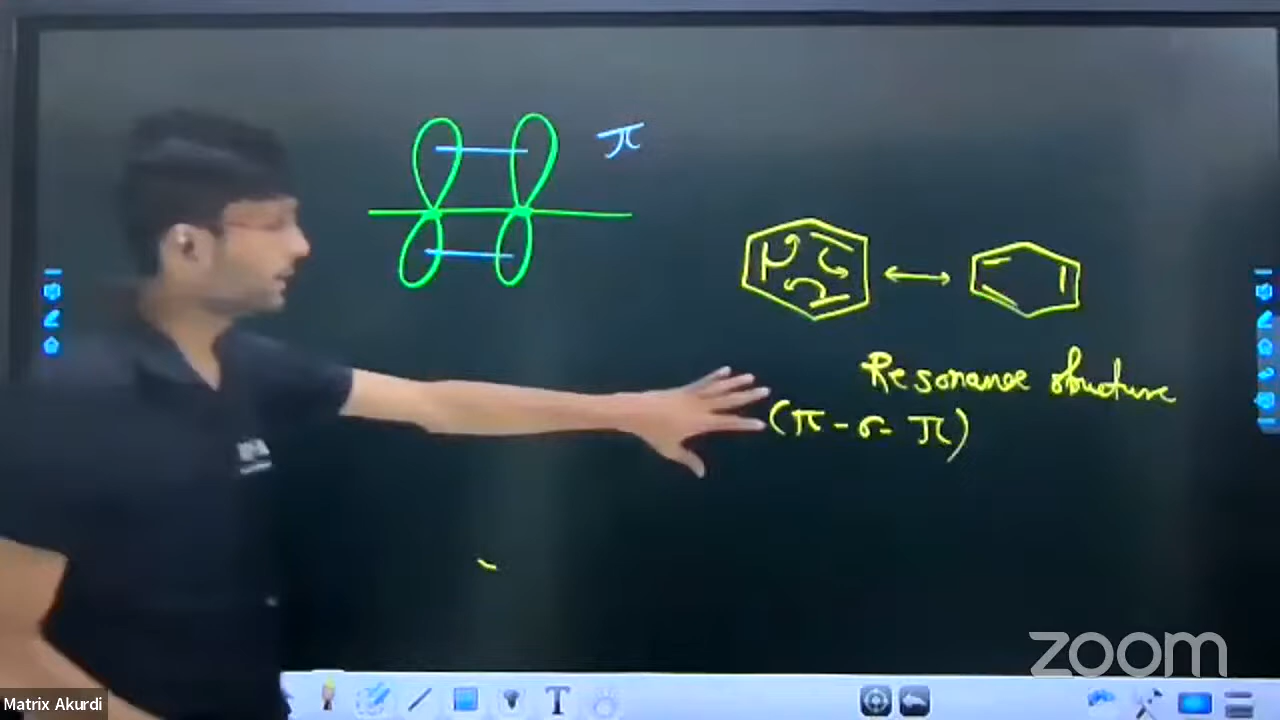 π
Resonance structure
(π-σ-π)
zoom
Matrix Akurdi
T